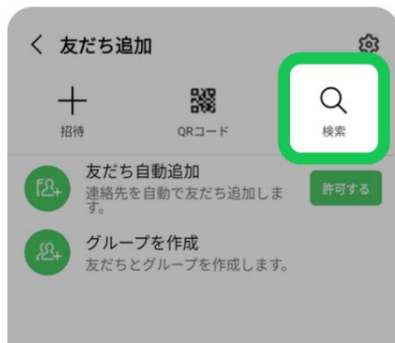 友だち追加
招待
QRコード
検索
友だち自動追加
連絡先を自動で友だち追加しま
す。
許可する
グループを作成
友だちとグループを作成します。